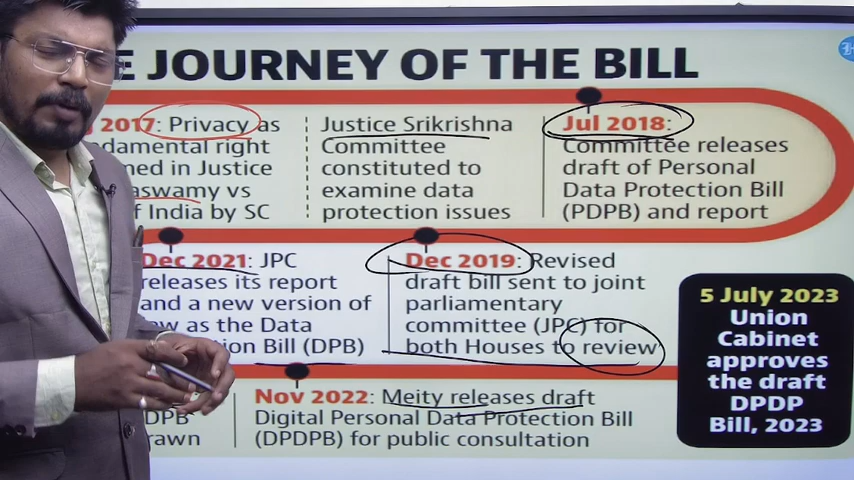 E JOURNEY OF THE BILL
2017: Privacy as
damental right
med in Justice
aswamy vs
f India by SC
Justice Srikrishna
Committee
constituted to
examine data
protection issues
Jul 2018:
Committee releases
draft of Personal
Data Protection Bill
(PDPB) and report
Dec 2021: JPC
releases its report
and a new version of
aw as the Data
tion Bill (DPB)
Dec 2019: Revised
draft bill sent to joint
parliamentary
committee (JPC) for
both Houses to review
5 July 2023
Union
Cabinet
approves
the draft
DPDP
Bill, 2023
DPB
rawn
Nov 2022: Meity releases draft
Digital Personal Data Protection Bill
(DPDPB) for public consultation